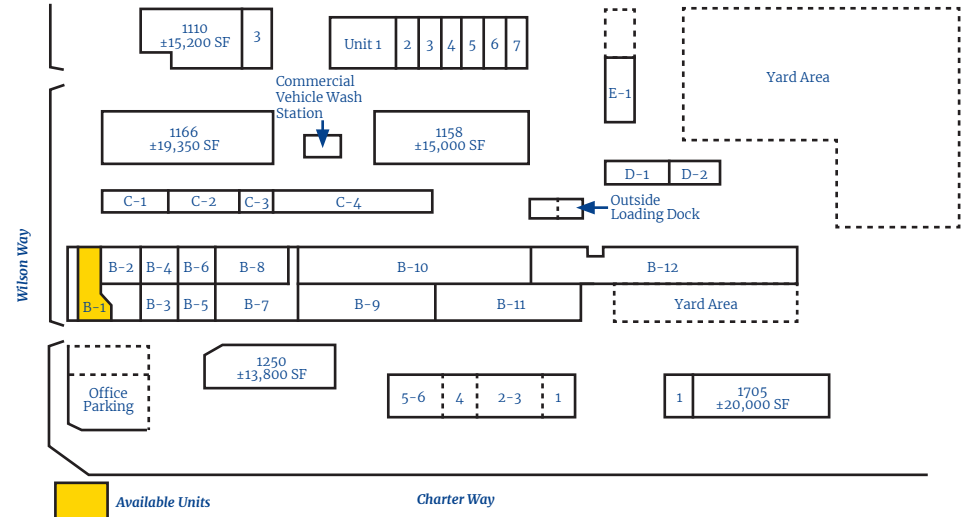 1110
±15,200 SF
3
Unit 1
2
3
4
5
6
7
E-1
Yard Area
Commercial
Vehicle Wash
Station
1166
±19,350 SF
1158
±15,000 SF
D-1
D-2
C-1
C-2
C-3
C-4
Outside
Loading Dock
Wilson Way
B-1
B-2
B-4
B-6
B-8
B-10
B-12
B-3
B-5
B-7
B-9
B-11
Yard Area
Office
Parking
1250
±13,800 SF
5-6
4
2-3
1
1
1705
±20,000 SF
Available Units
Charter Way